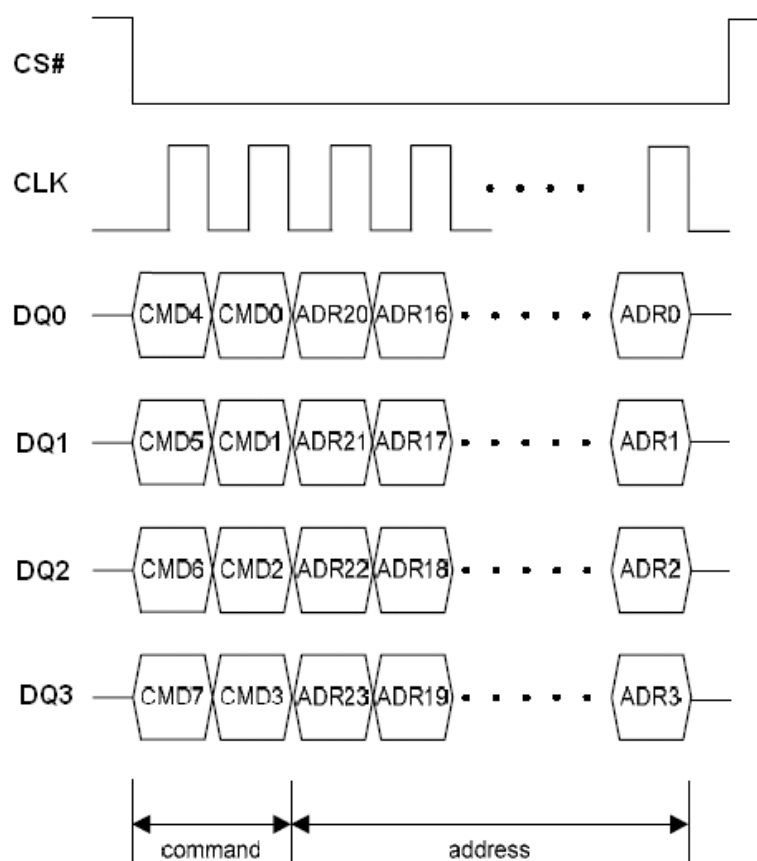 CS#
CLK
DQ0 CMD4 CMD0 ADR20 ADR16 ADR0
DQ1 CMD5 CMD1 ADR21 ADR17 ADR1
DQ2 CMD6 CMD2 ADR22 ADR18 ADR2
DQ3 CMD7 CMD3 ADR23 ADR19 ADR3
command address